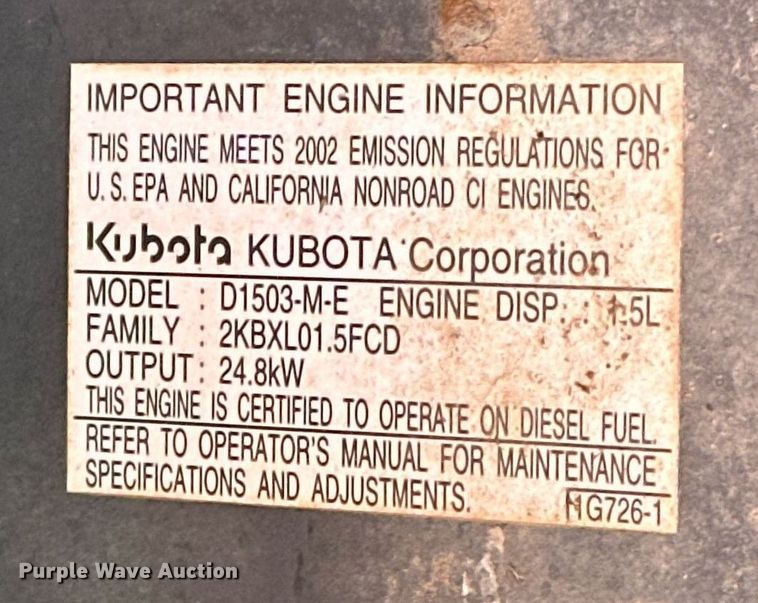 IMPORTANT ENGINE INFORMATION
THIS ENGINE MEETS 2002 EMISSION REGULATIONS FOR
U.S. EPA AND CALIFORNIA NONROAD CI ENGINES.
Kubota KUBOTA Corporation
MODEL : D1503-M-E ENGINE DISP. : 1.5L
FAMILY : 2KBXL01.5FCD
OUTPUT : 24.8kW
THIS ENGINE IS CERTIFIED TO OPERATE ON DIESEL FUEL.
REFER TO OPERATOR'S MANUAL FOR MAINTENANCE
SPECIFICATIONS AND ADJUSTMENTS.
1G726-1
Purple Wave Auction